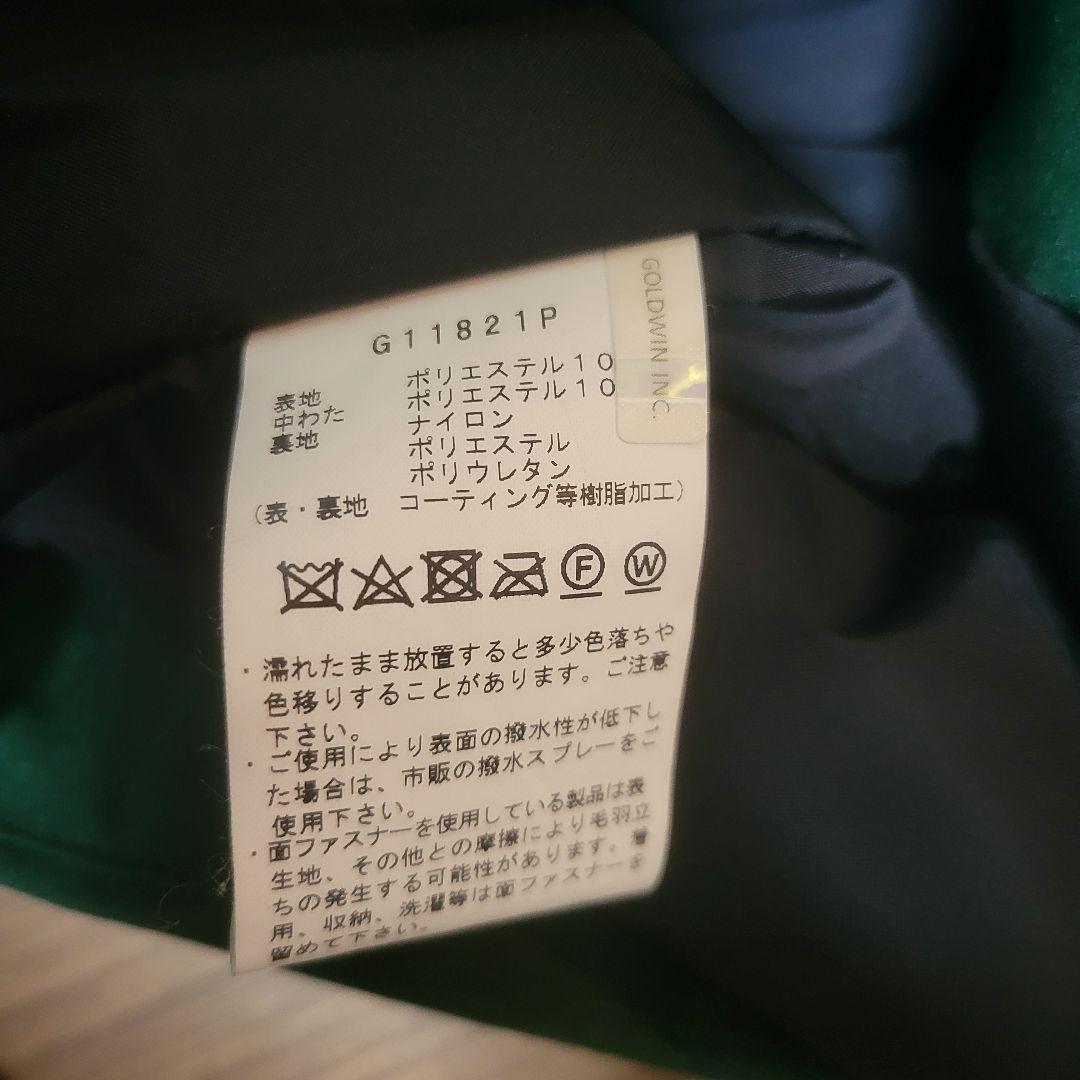 GOLDWIN INC.
G11821P
表地 ポリエステル10
中わた ポリエステル10
裏地 ナイロン
ポリエステル
ポリウレタン
(表・裏地 コーティング等樹脂加工)
F W
・濡れたまま放置すると多少色落ちや
色移りすることがあります。ご注意
下さい。
・ご使用により表面の撥水性が低下し
た場合は、市販の撥水スプレーをご
使用下さい。
・面ファスナーを使用している製品は表
生地、その他との摩擦により毛羽立
ちの発生する可能性があります。着
用、収納、洗濯等は面ファスナーを
留めて下さい。